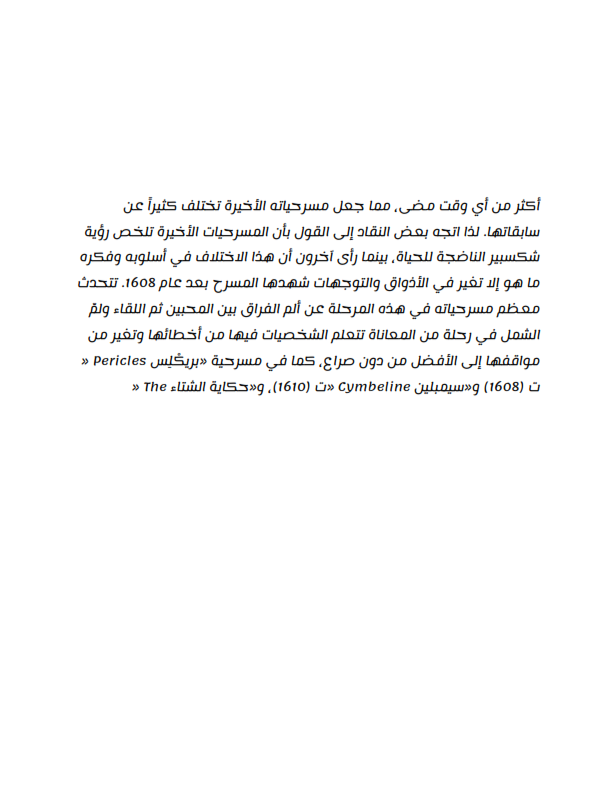 أكثر من أي وقت مضى، مما جعل مسرحياته الأخيرة تختلف كثيراً عن
سابقاتها. لذا اتجه بعض النقاد إلى القول بأن المسرحيات الأخيرة تلخص رؤية
شكسبير الناضجة للحياة، بينما رأى آخرون أن هذا الاختلاف في أسلوبه وفكره
ما هو إلا تغير في الأذواق والتوجهات شهدها المسرح بعد عام 1608. تتحدث
معظم مسرحياته في هذه المرحلة عن ألم الفراق بين المحبين ثم اللقاء ولمّ
الشمل في رحلة من المعاناة تتعلم الشخصيات فيها من أخطائها وتغير من
مواقفها إلى الأفضل من دون صراع، كما في مسرحية «بريكْلِس Pericles »
ت (1608) و«سيمبلين Cymbeline »ت (1610)، و«حكاية الشتاء The »